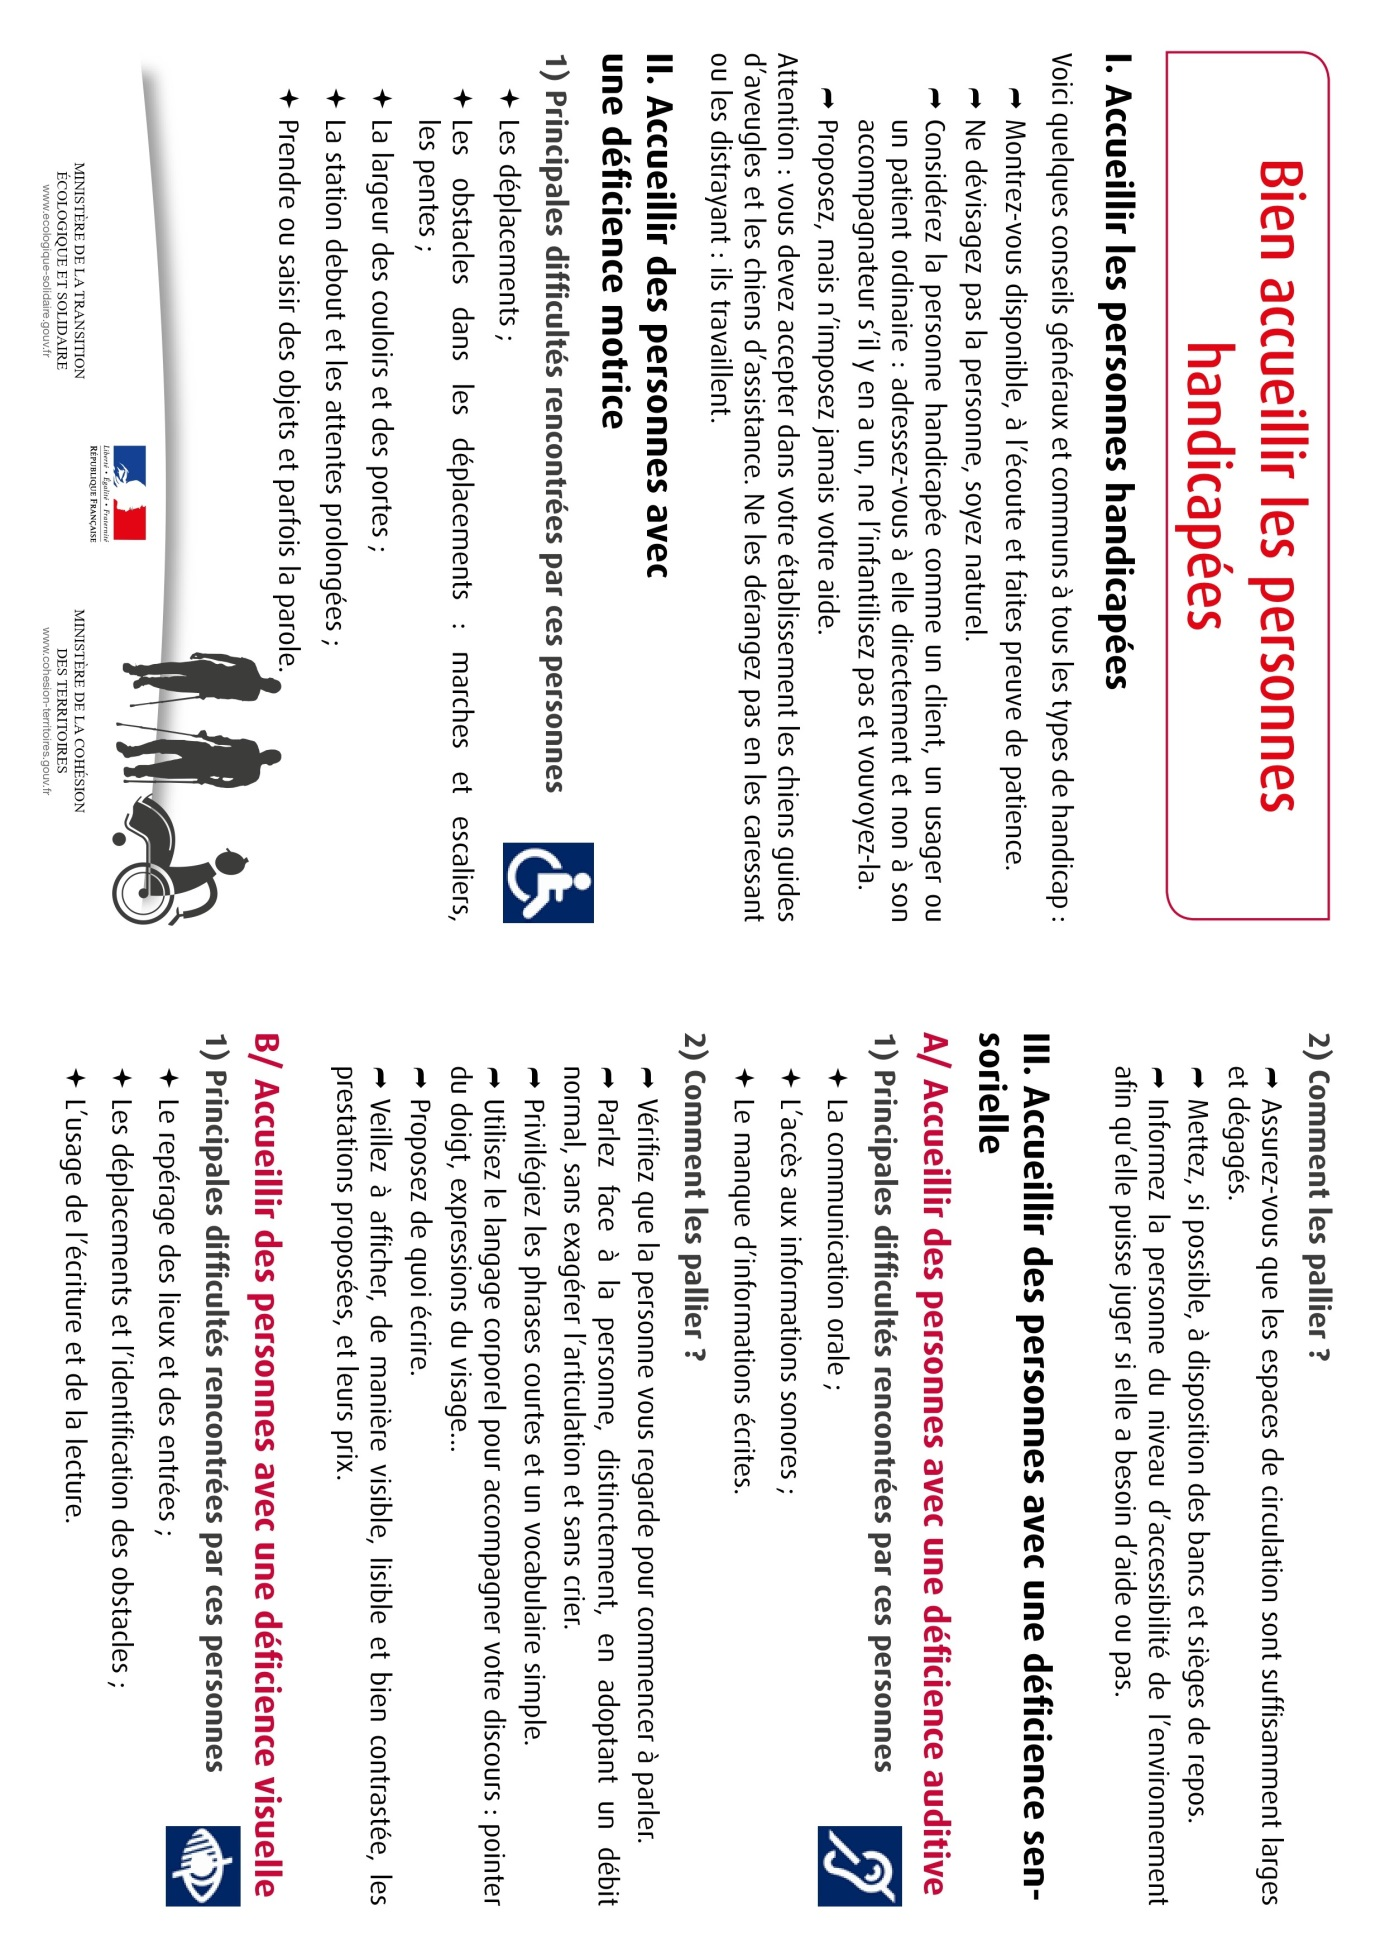 Bien accueillir les personnes
handicapées
I. Accueillir les personnes handicapées
Voici quelques conseils généraux et communs à tous les types de handicap :
Montrez-vous disponible, à l'écoute et faites preuve de patience.
Ne dévisagez pas la personne, soyez naturel.
Considérez la personne handicapée comme un client, un usager ou
un patient ordinaire : adressez-vous à elle directement et non à son
accompagnateur s'il y en a un, ne l'infantilisez pas et vouvoyez-la.
Proposez, mais n'imposez jamais votre aide.
Attention : vous devez accepter dans votre établissement les chiens guides
d'aveugles et les chiens d'assistance. Ne les dérangez pas en les caressant
ou les distrayant : ils travaillent.
II. Accueillir des personnes avec
une déficience motrice
1) Principales difficultés rencontrées par ces personnes
Les déplacements ;
Les obstacles dans les déplacements : marches et escaliers,
les pentes ;
La largeur des couloirs et des portes ;
La station debout et les attentes prolongées ;
Prendre ou saisir des objets et parfois la parole.
MINISTÈRE DE LA TRANSITION
ÉCOLOGIQUE ET SOLIDAIRE
www.ecologique-solidaire.gouv.fr
Liberté • Égalité • Fraternité
RÉPUBLIQUE FRANÇAISE
MINISTÈRE DE LA COHÉSION
DES TERRITOIRES
www.cohesion-territoires.gouv.fr
2) Comment les pallier ?
Assurez-vous que les espaces de circulation sont suffisamment larges
et dégagés.
Mettez, si possible, à disposition des bancs et sièges de repos.
Informez la personne du niveau d'accessibilité de l'environnement
afin qu'elle puisse juger si elle a besoin d'aide ou pas.
III. Accueillir des personnes avec une déficience sen-
sorielle
A/ Accueillir des personnes avec une déficience auditive
1) Principales difficultés rencontrées par ces personnes
La communication orale ;
L'accès aux informations sonores ;
Le manque d'informations écrites.
2) Comment les pallier ?
Vérifiez que la personne vous regarde pour commencer à parler.
Parlez face à la personne, distinctement, en adoptant un débit
normal, sans exagérer l'articulation et sans crier.
Privilégiez les phrases courtes et un vocabulaire simple.
Utilisez le langage corporel pour accompagner votre discours : pointer
du doigt, expressions du visage...
Proposez de quoi écrire.
Veillez à afficher, de manière visible, lisible et bien contrastée, les
prestations proposées, et leurs prix.
B/ Accueillir des personnes avec une déficience visuelle
1) Principales difficultés rencontrées par ces personnes
Le repérage des lieux et des entrées ;
Les déplacements et l'identification des obstacles ;
L'usage de l'écriture et de la lecture.